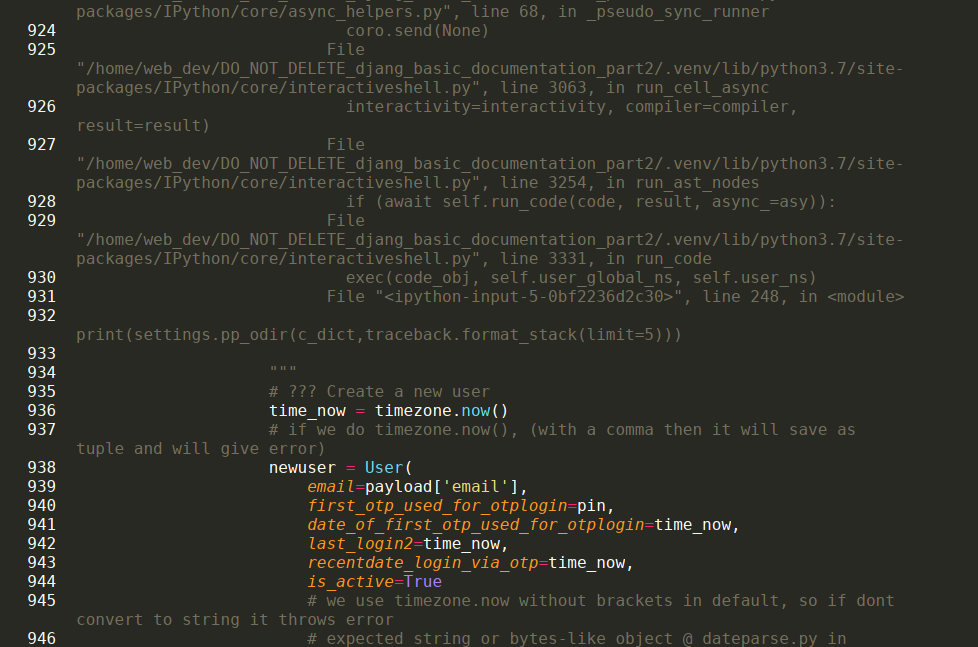 packages/IPython/core/async_helpers.py", line 68, in _pseudo_sync_runner
924 coro.send(None)
925 File
"/home/web_dev/DO_NOT_DELETE_djang_basic_documentation_part2/.venv/lib/python3.7/site-
packages/IPython/core/interactiveshell.py", line 3063, in run_cell_async
926 interactivity=interactivity, compiler=compiler,
result=result)
927 File
"/home/web_dev/DO_NOT_DELETE_djang_basic_documentation_part2/.venv/lib/python3.7/site-
packages/IPython/core/interactiveshell.py", line 3254, in run_ast_nodes
928 if (await self.run_code(code, result, async_=asy)):
929 File
"/home/web_dev/DO_NOT_DELETE_djang_basic_documentation_part2/.venv/lib/python3.7/site-
packages/IPython/core/interactiveshell.py", line 3331, in run_code
930 exec(code_obj, self.user_global_ns, self.user_ns)
931 File "<ipython-input-5-0bf2236d2c30>", line 248, in <module>
932
print(settings.pp_odir(c_dict,traceback.format_stack(limit=5)))
933
934 """
935 # ??? Create a new user
936 time_now = timezone.now()
937 # if we do timezone.now(), (with a comma then it will save as
tuple and will give error)
938 newuser = User(
939 email=payload['email'],
940 first_otp_used_for_otplogin=pin,
941 date_of_first_otp_used_for_otplogin=time_now,
942 last_login2=time_now,
943 recentdate_login_via_otp=time_now,
944 is_active=True
945 # we use timezone.now without brackets in default, so if dont
convert to string it throws error
946 # expected string or bytes-like object @ dateparse.py in